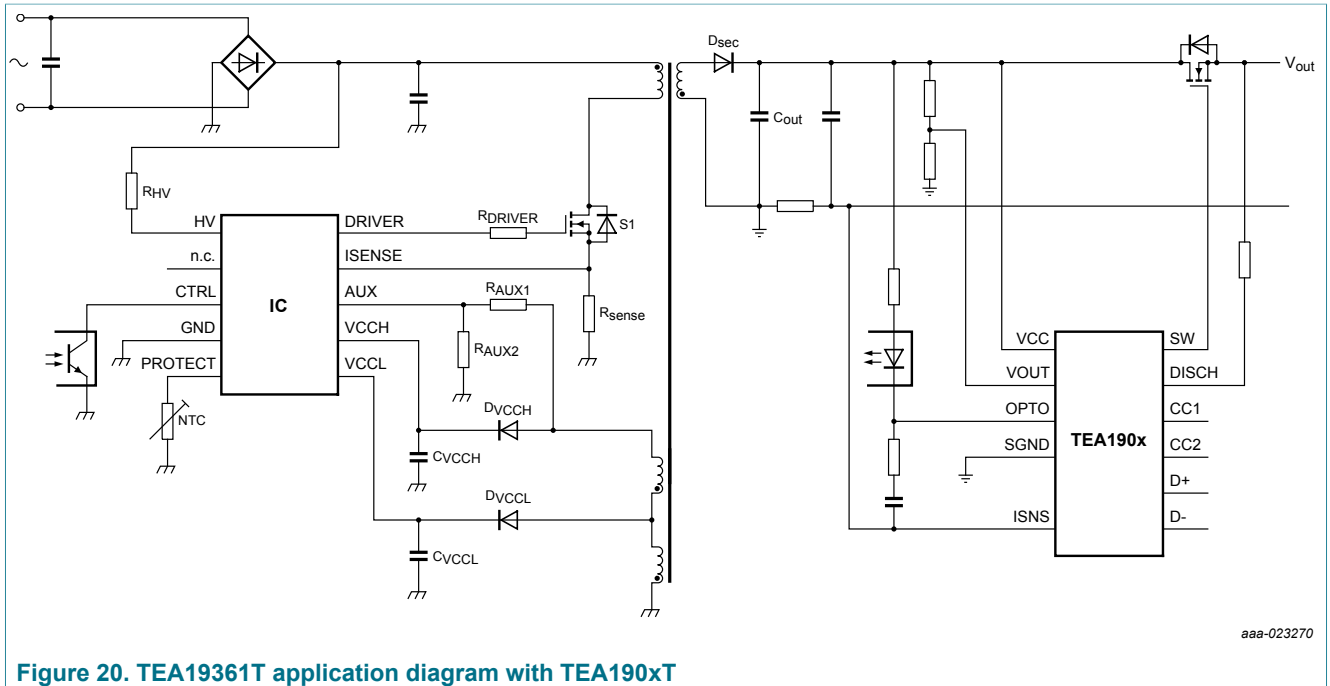 Dsec
Vout
Cout
RHV
HV
n.c.
CTRL
GND
PROTECT
IC
DRIVER
ISENSE
AUX
VCCH
VCCL
RDRIVER
S1
RAUX1
Rsense
RAUX2
NTC
DVCCH
CVCCH
DVCCL
CVCCL
VCC
VOUT
OPTO
SGND
ISNS
TEA190x
SW
DISCH
CC1
CC2
D+
D-
aaa-023270
Figure 20. TEA19361T application diagram with TEA190xT